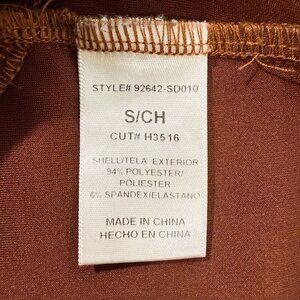 STYLE# 92642-SD010
S/CH
CUT# H3516
SHELL/TELA EXTERIOR
94% POLYESTER/
POLIESTER
6% SPANDEX/ELASTANO
MADE IN CHINA
HECHO EN CHINA